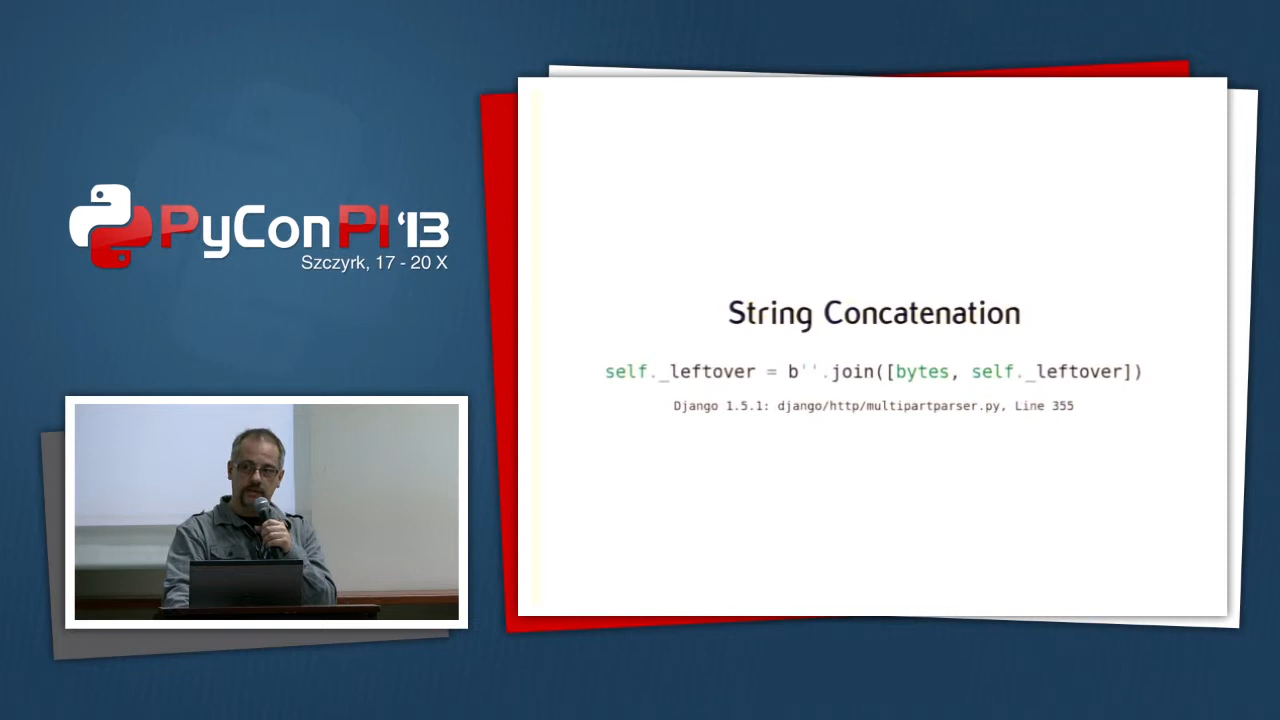 PyCon Pl '13
Szczyrk, 17 - 20 X
String Concatenation
self._leftover = b''.join([bytes, self._leftover])
Django 1.5.1: django/http/multipartparser.py, Line 355